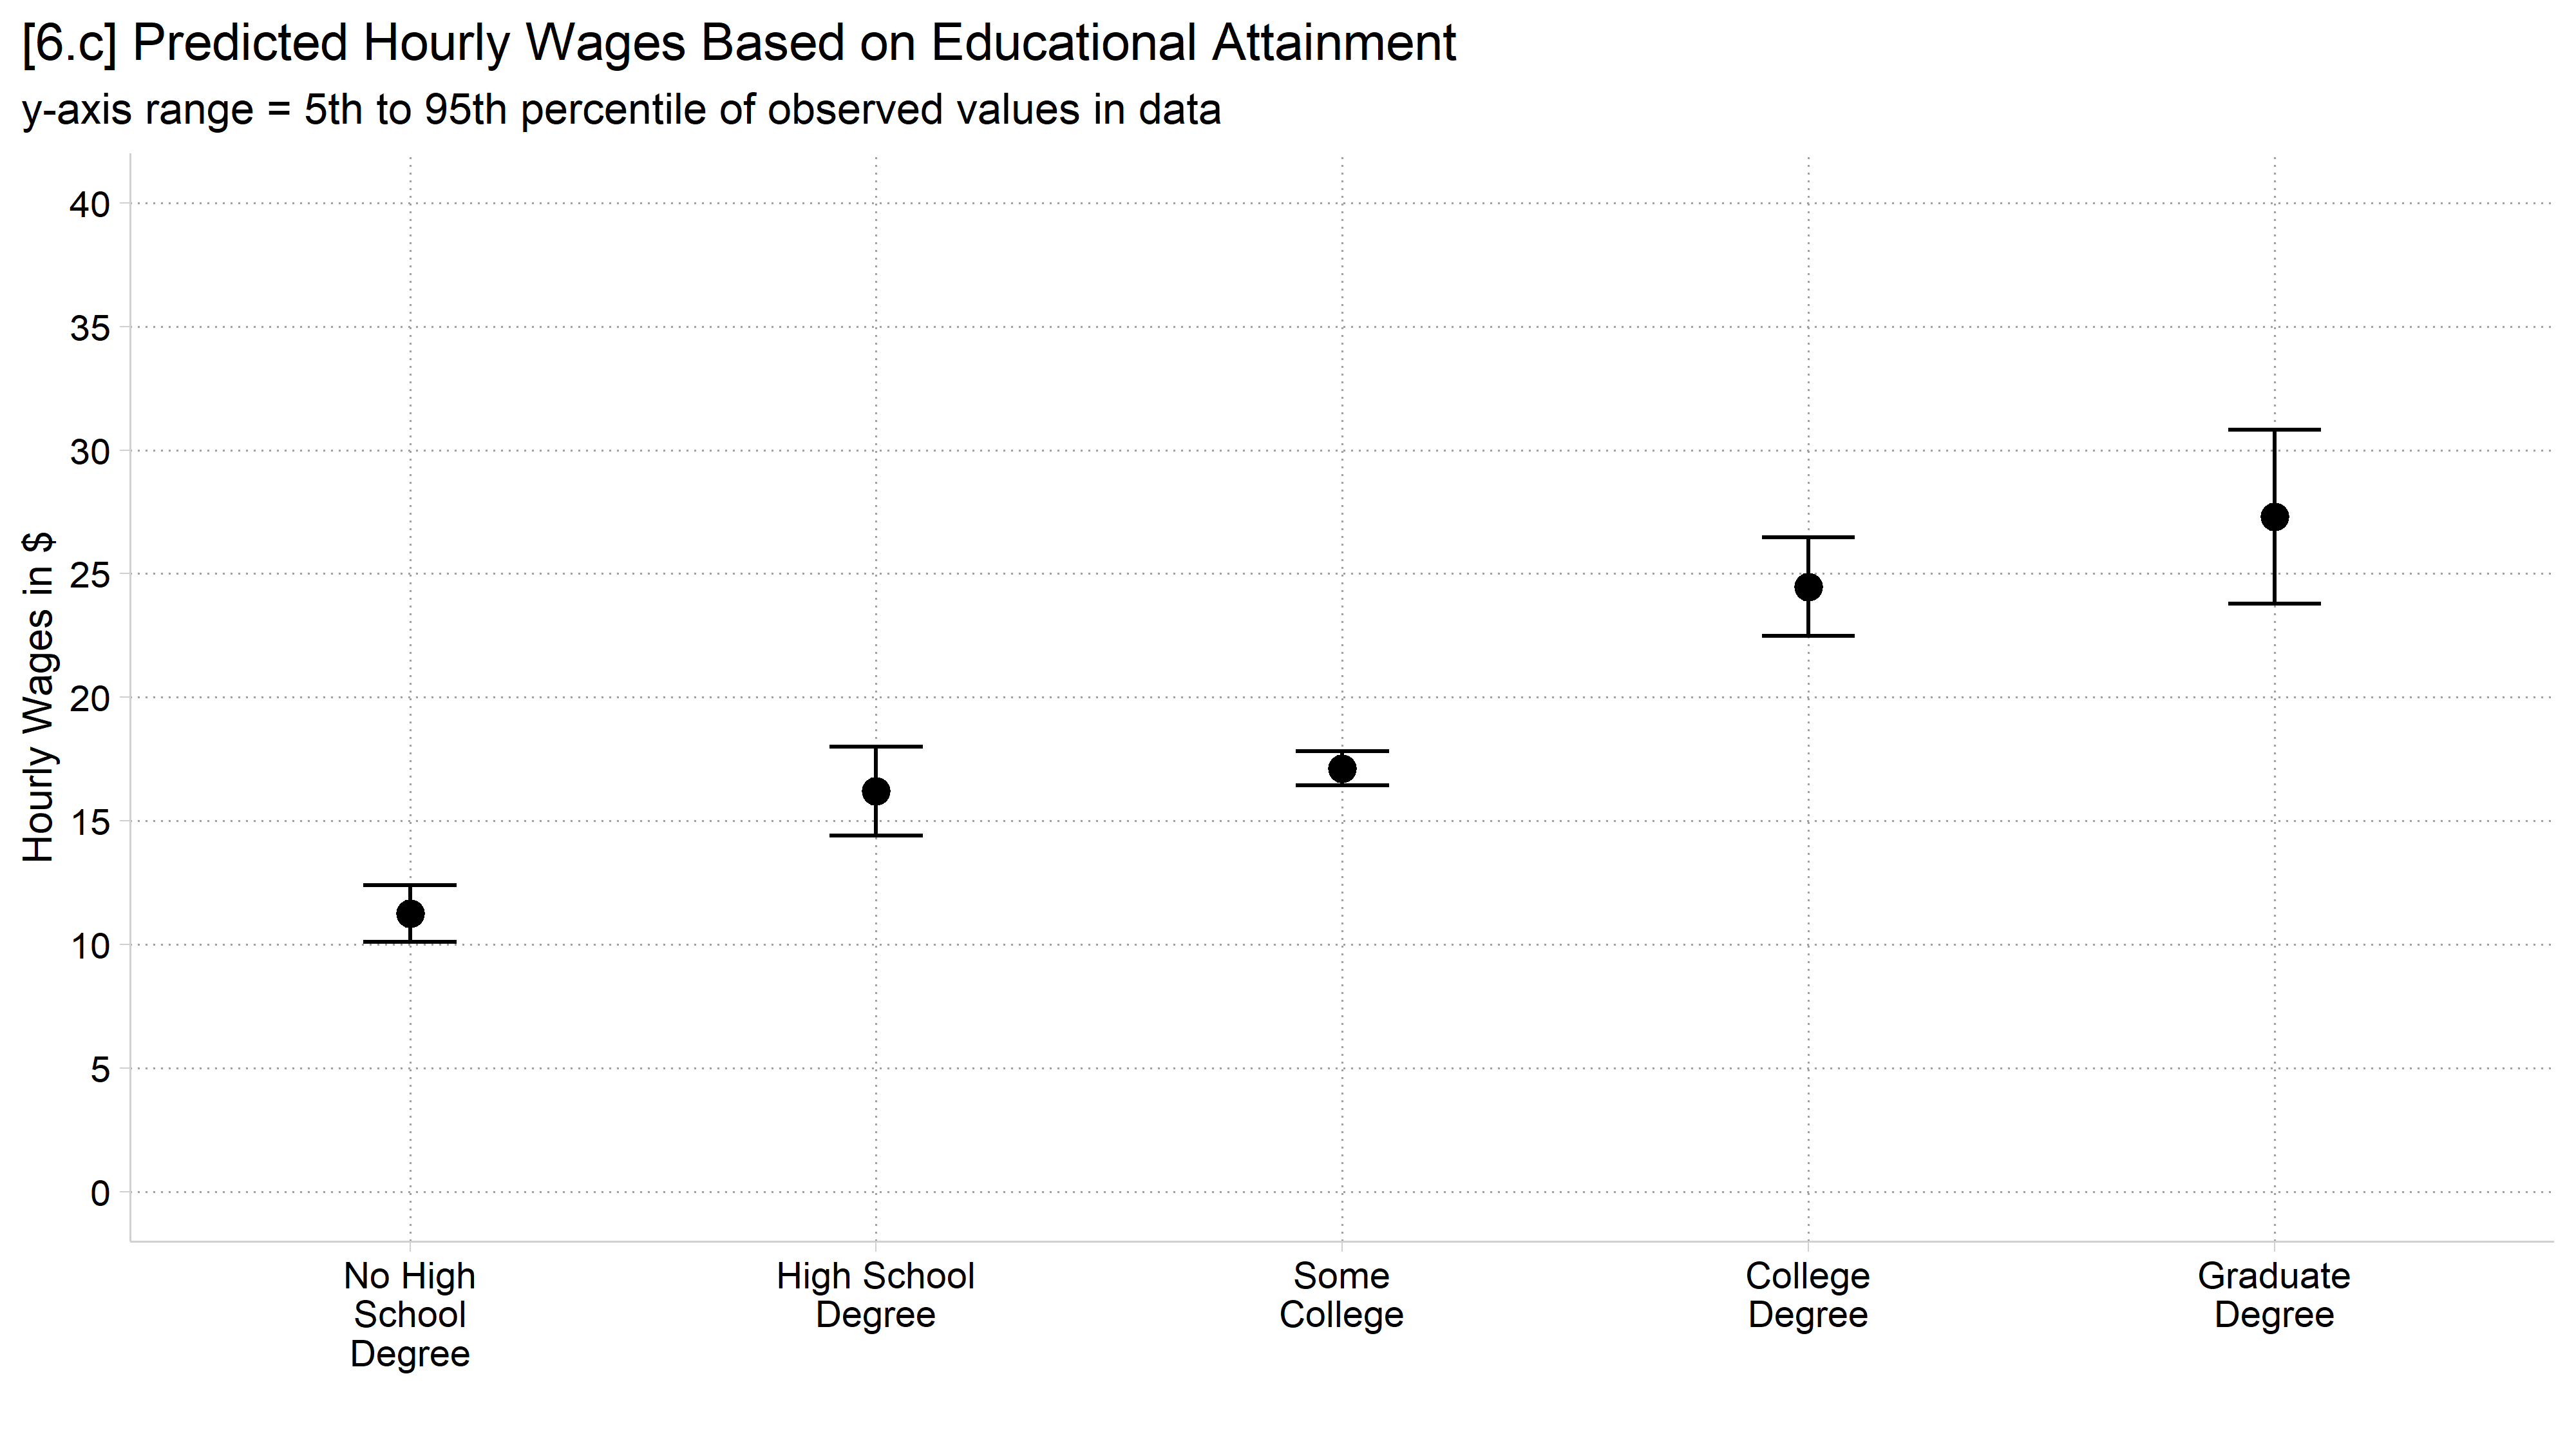 [6.c] Predicted Hourly Wages Based on Educational Attainment
y-axis range = 5th to 95th percentile of observed values in data
Hourly Wages in $
40
35
30
25
20
15
10
5
0
No High
School
Degree
High School
Degree
Some
College
College
Degree
Graduate
Degree